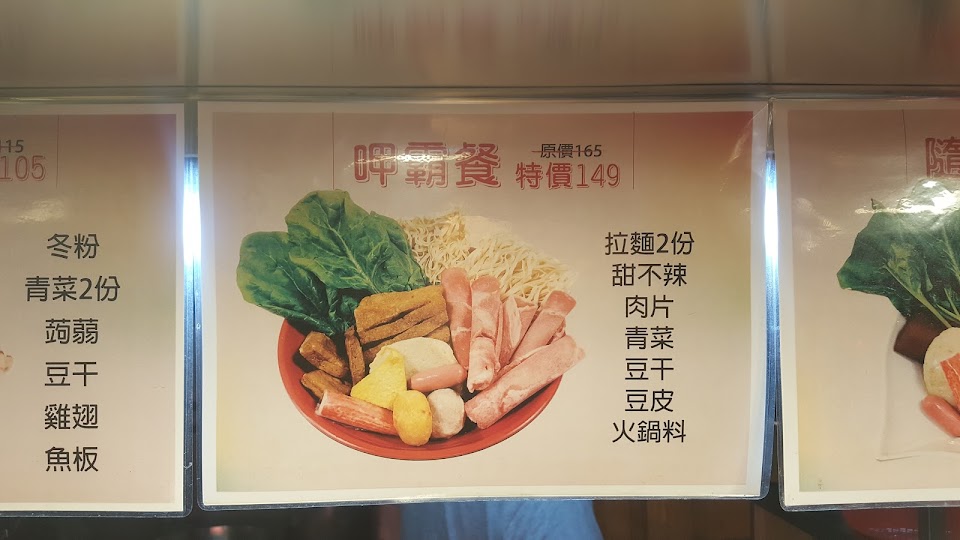 115
105
冬粉
青菜2份
蒟蒻
豆干
雞翅
魚板
呷霸餐
原價165
特價149
拉麵2份
甜不辣
肉片
青菜
豆干
豆皮
火鍋料
隨